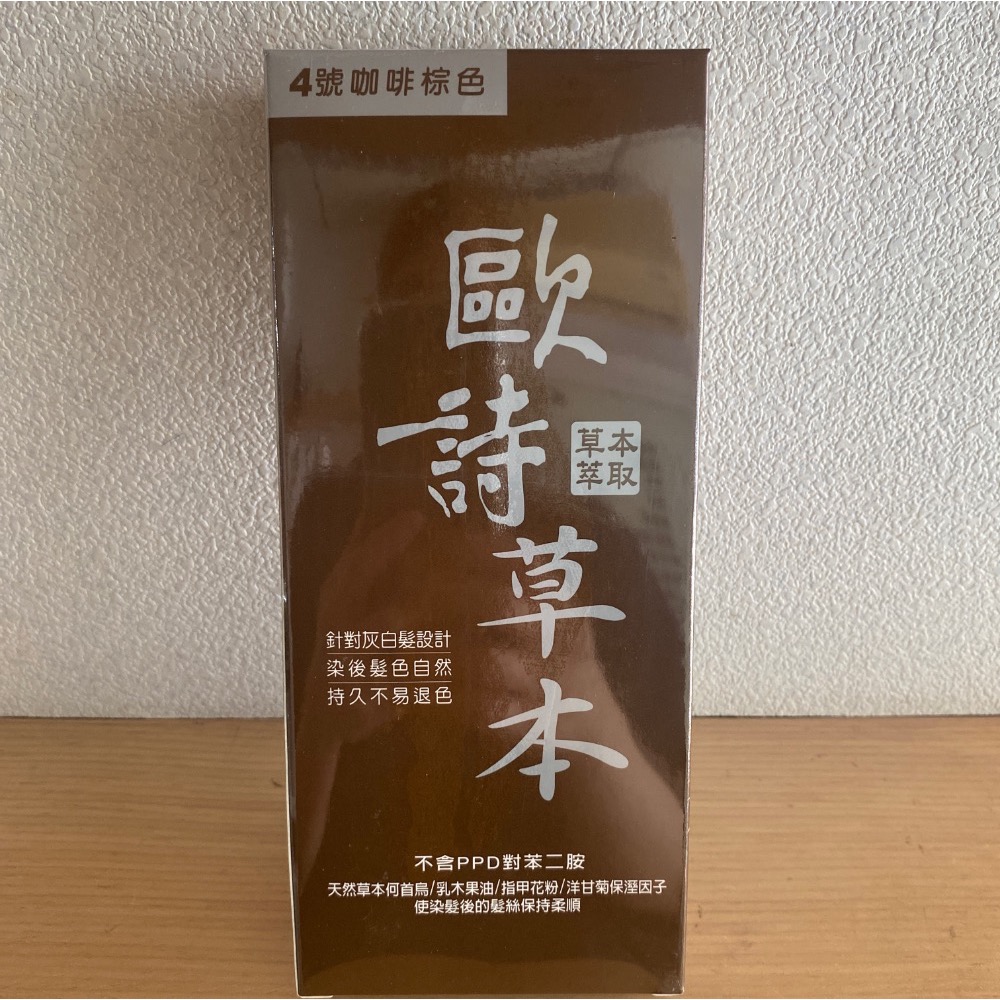 4號咖啡棕色
歐詩草本
草本
萃取
針對灰白髮設計
染後髮色自然
持久不易退色
不含PPD對苯二胺
天然草本何首烏/乳木果油/指甲花粉/洋甘菊保溼因子
使染髮後的髮絲保持柔順